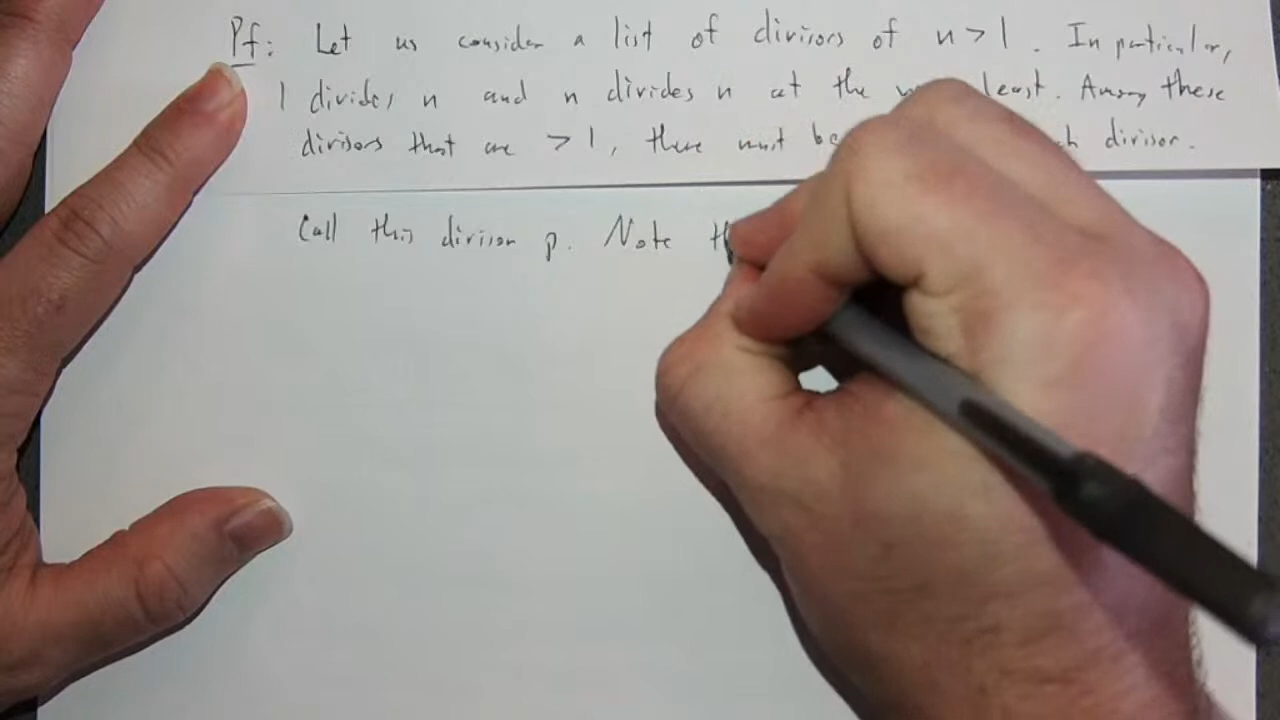 Pf: Let us consider a list of divisors of n > 1. In particular,
1 divides n and n divides n at the least. Among these
divisors that are > 1, there must be divisor.
Call this divisor p. Note